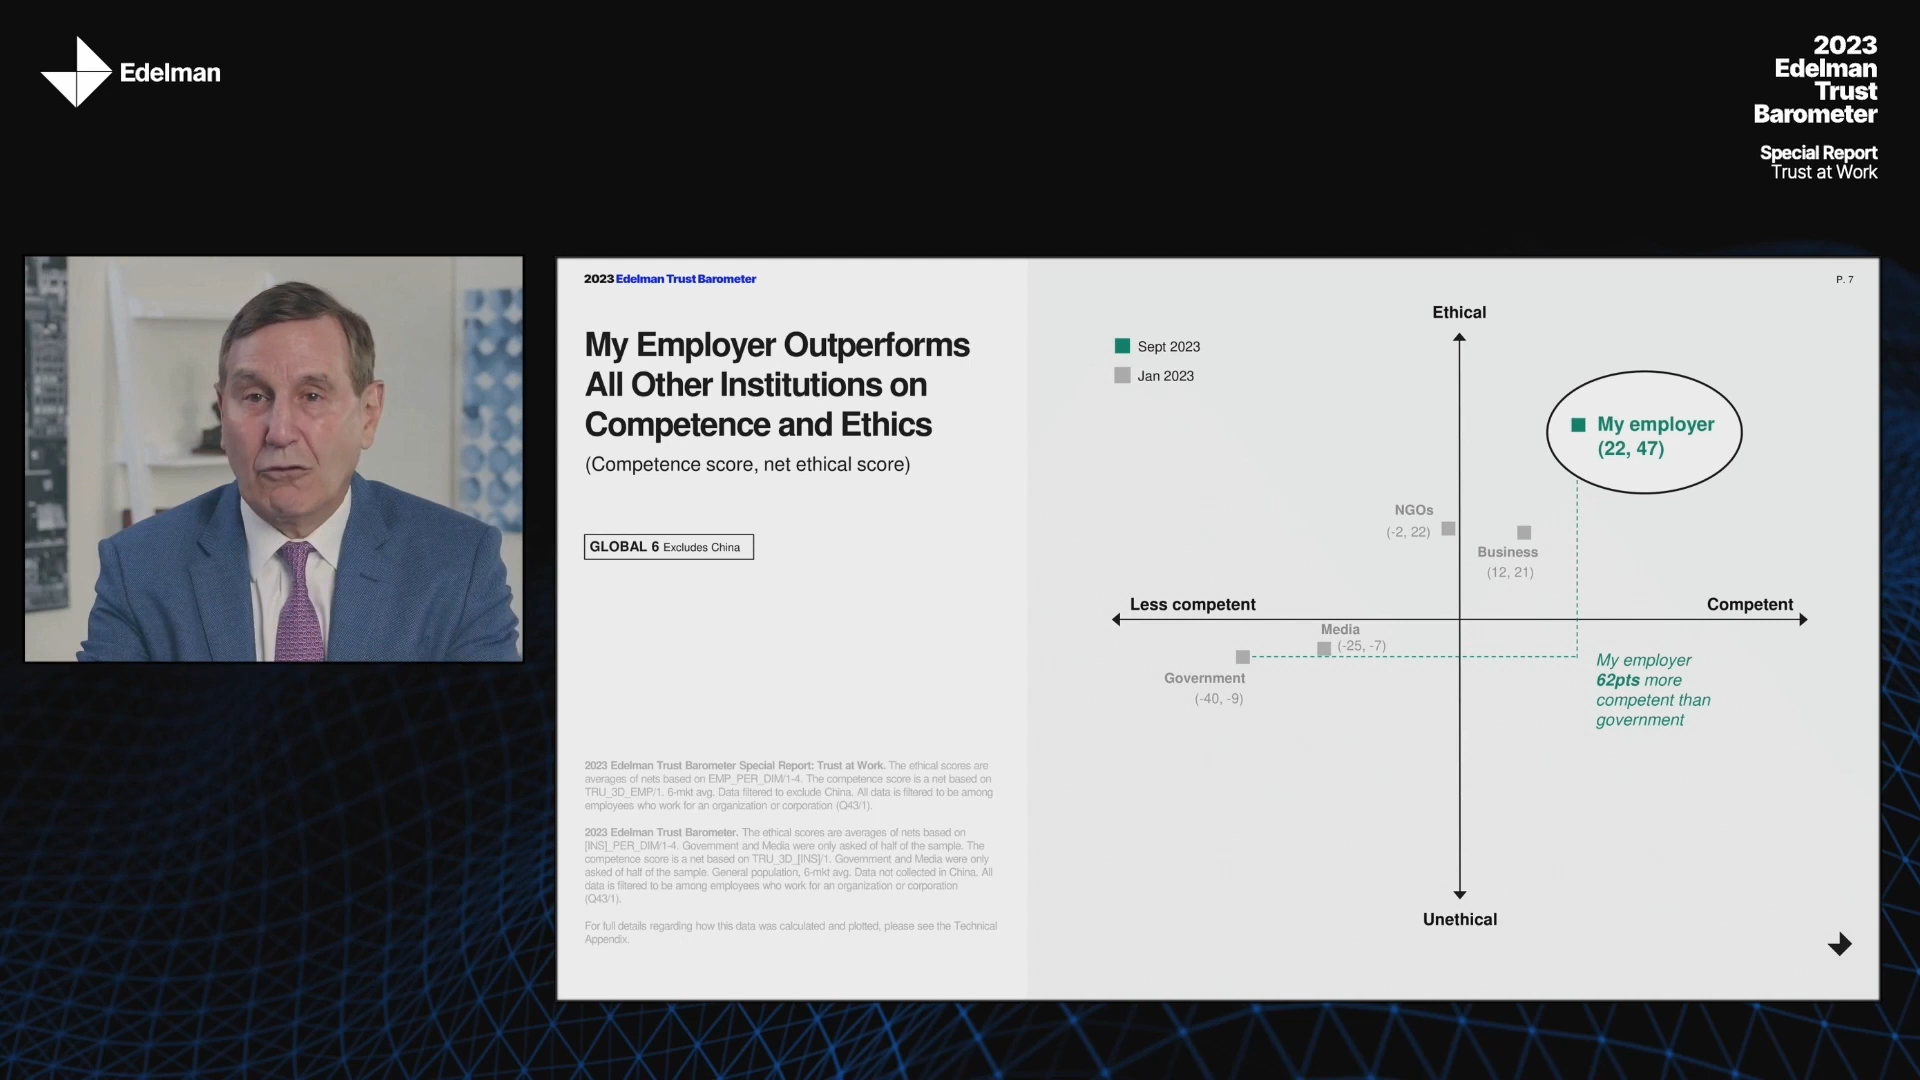 Edelman
2023
Edelman
Trust
Barometer
Special Report
Trust at Work
2023 Edelman Trust Barometer
P. 7
My Employer Outperforms
All Other Institutions on
Competence and Ethics
(Competence score, net ethical score)
GLOBAL 6 Excludes China
2023 Edelman Trust Barometer Special Report: Trust at Work. The ethical scores are
averages of nets based on EMP_PER_DIM/1-4. The competence score is a net based on
TRU_3D_EMP/1. 6-mkt avg. Data filtered to exclude China. All data is filtered to be among
employees who work for an organization or corporation (Q43/1).
2023 Edelman Trust Barometer. The ethical scores are averages of nets based on
[INS]_PER_DIM/1-4. Government and Media were only asked of half of the sample. The
competence score is a net based on TRU_3D_[INS]/1. Government and Media were only
asked of half of the sample. General population, 6-mkt avg. Data not collected in China. All
data is filtered to be among employees who work for an organization or corporation
(Q43/1).
For full details regarding how this data was calculated and plotted, please see the Technical
Appendix.
Ethical
Sept 2023
Jan 2023
My employer
(22, 47)
NGOs
(-2, 22)
Business
(12, 21)
Less competent
Competent
Media
(-25, -7)
Government
(-40, -9)
My employer
62pts more
competent than
government
Unethical